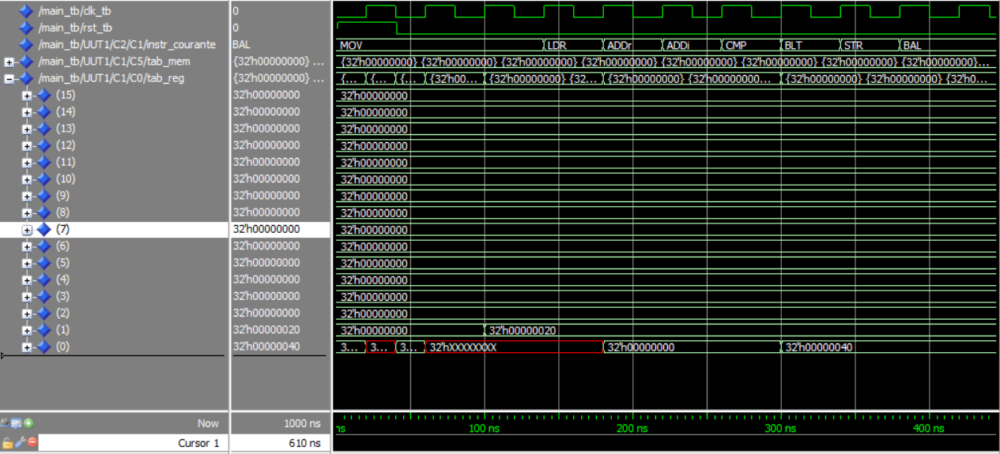 /main_tb/clk_tb 0
/main_tb/rst_tb 0
/main_tb/UUT1/C2/C1/instr_courante BAL MOV LDR ADDr ADDi CMP BLT STR BAL
/main_tb/UUT1/C1/C5/tab_mem {32'h00000000} ... {32'h00000000} {32'h00000000} {32'h00000000} {32'h00000000} {32'h00000000} {32'h00000000} {32'h00000000} {32'h00000000}...
/main_tb/UUT1/C1/C0/tab_reg {32'h00000000} ... {... {... {... {32'h00... {32'h00000000} {32... {32'h00000000} {32'h00000000... {32'h00000000} {32'h00000000} {32'h0...
(15) 32'h00000000 32'h00000000
(14) 32'h00000000 32'h00000000
(13) 32'h00000000 32'h00000000
(12) 32'h00000000 32'h00000000
(11) 32'h00000000 32'h00000000
(10) 32'h00000000 32'h00000000
(9) 32'h00000000 32'h00000000
(8) 32'h00000000 32'h00000000
(7) 32'h00000000 32'h00000000
(6) 32'h00000000 32'h00000000
(5) 32'h00000000 32'h00000000
(4) 32'h00000000 32'h00000000
(3) 32'h00000000 32'h00000000
(2) 32'h00000000 32'h00000000
(1) 32'h00000020 32'h00000000 32'h00000020
(0) 32'h00000040 3... 3... 3... 32'hXXXXXXXX 32'h00000000 32'h00000040
Now 1000 ns ns 100 ns 200 ns 300 ns 400 ns
Cursor 1 610 ns